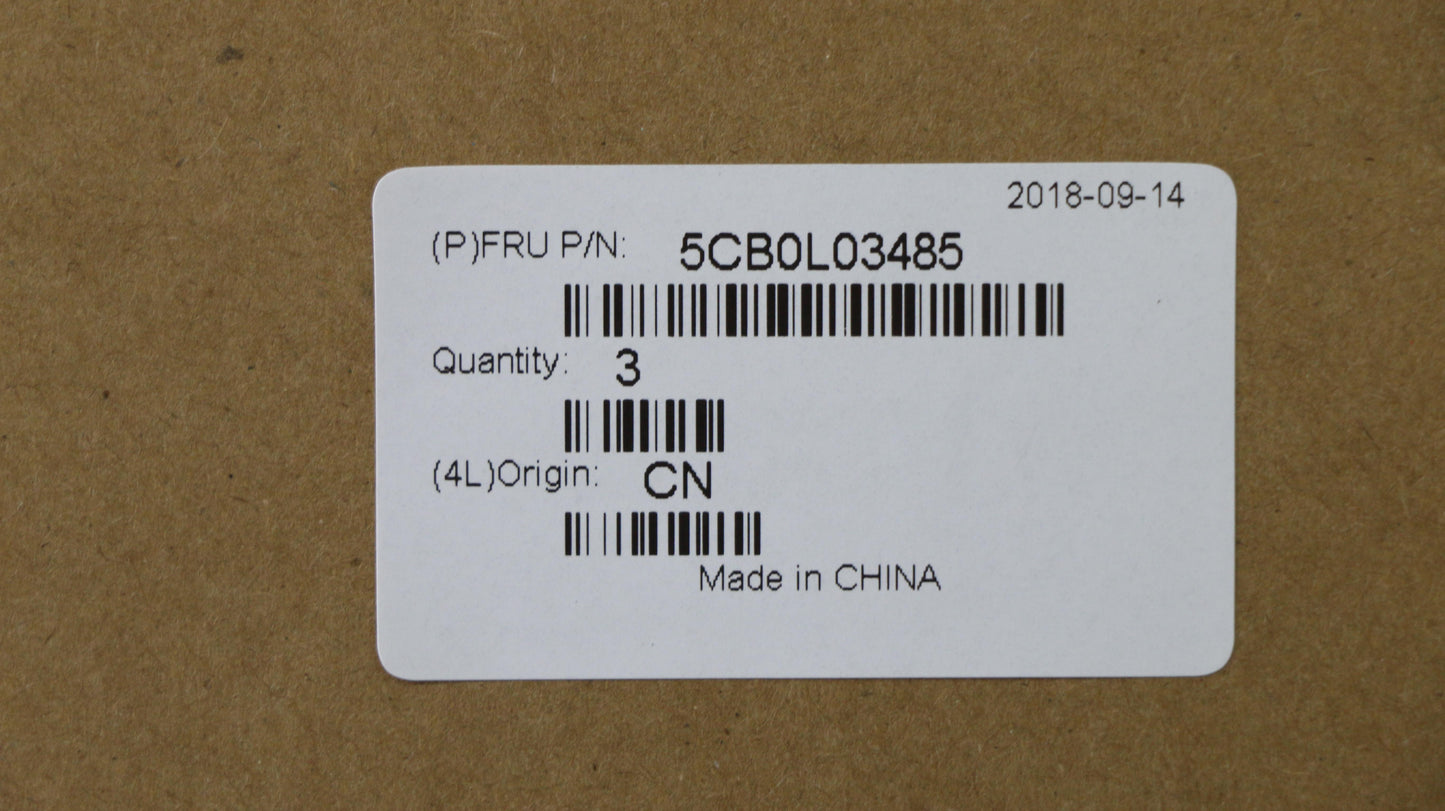 2018-09-14
(P)FRU P/N: 5CB0L03485
Quantity: 3
(4L)Origin: CN
Made in CHINA